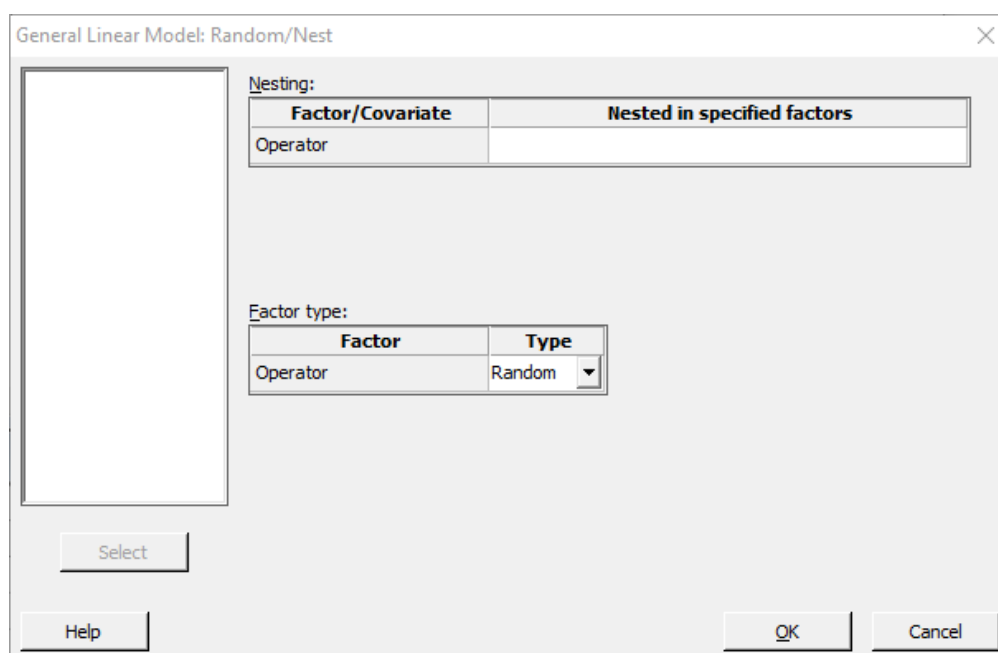 General Linear Model: Random/Nest
Nesting:
Factor/Covariate Nested in specified factors
Operator
Factor type:
Factor Type
Operator Random
Select
Help OK Cancel